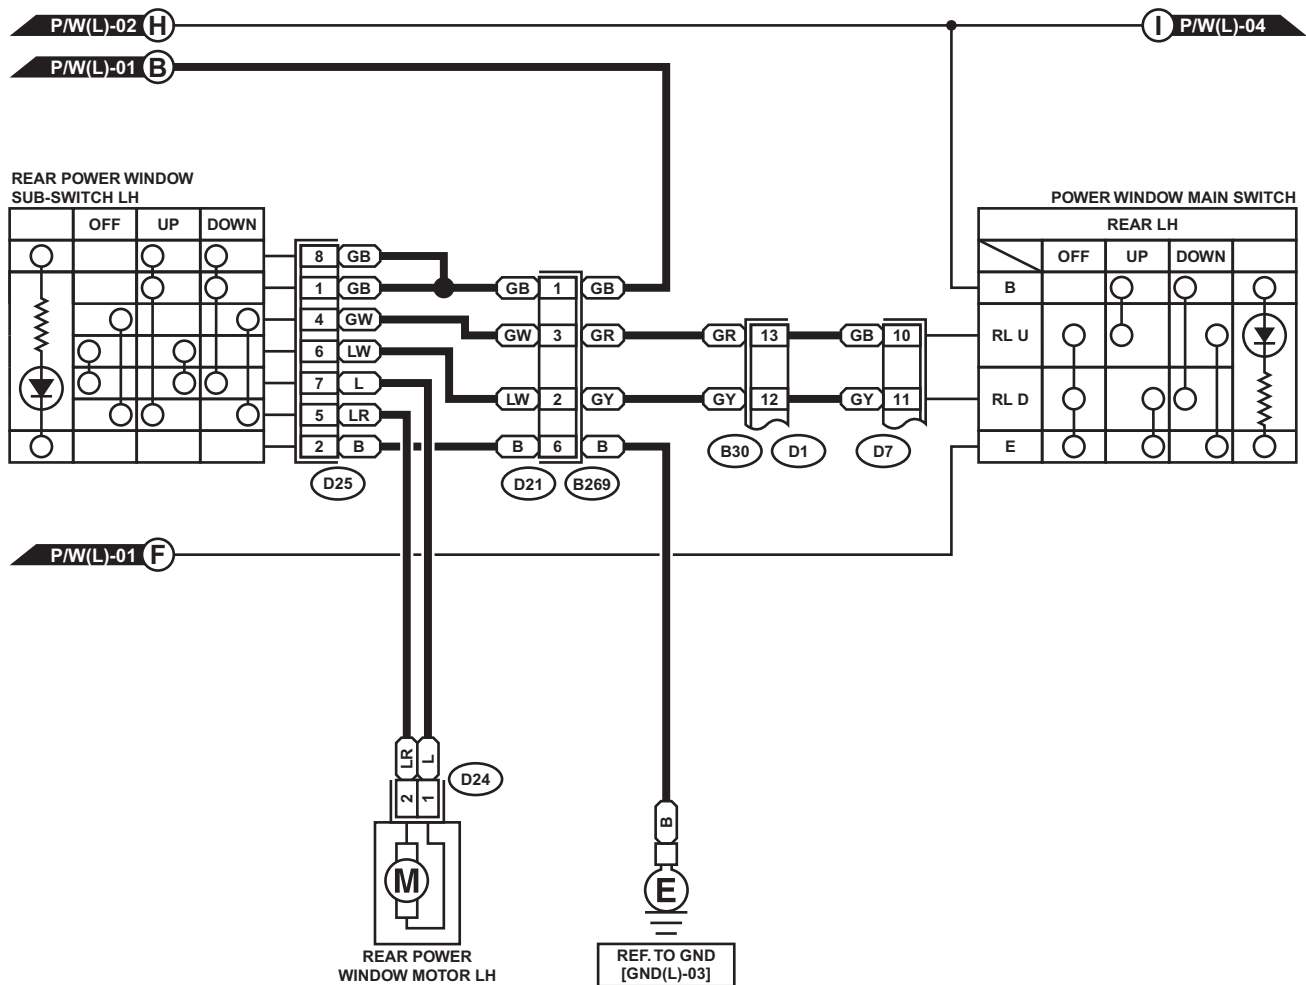 P/W(L)-02 H
I P/W(L)-04
P/W(L)-01 B
REAR POWER WINDOW
SUB-SWITCH LH
OFF UP DOWN
8 GB
1 GB
4 GW
6 LW
7 L
5 LR
2 B
D25
GB 1 GB
GW 3 GR
LW 2 GY
B 6 B
D21 B269
GR 13 GB 10
GY 12 GY 11
B30 D1 D7
POWER WINDOW MAIN SWITCH
REAR LH
OFF UP DOWN
B
RL U
RL D
E
P/W(L)-01 F
LR L
2 1
D24
M
REAR POWER
WINDOW MOTOR LH
B
E
REF. TO GND
[GND(L)-03]